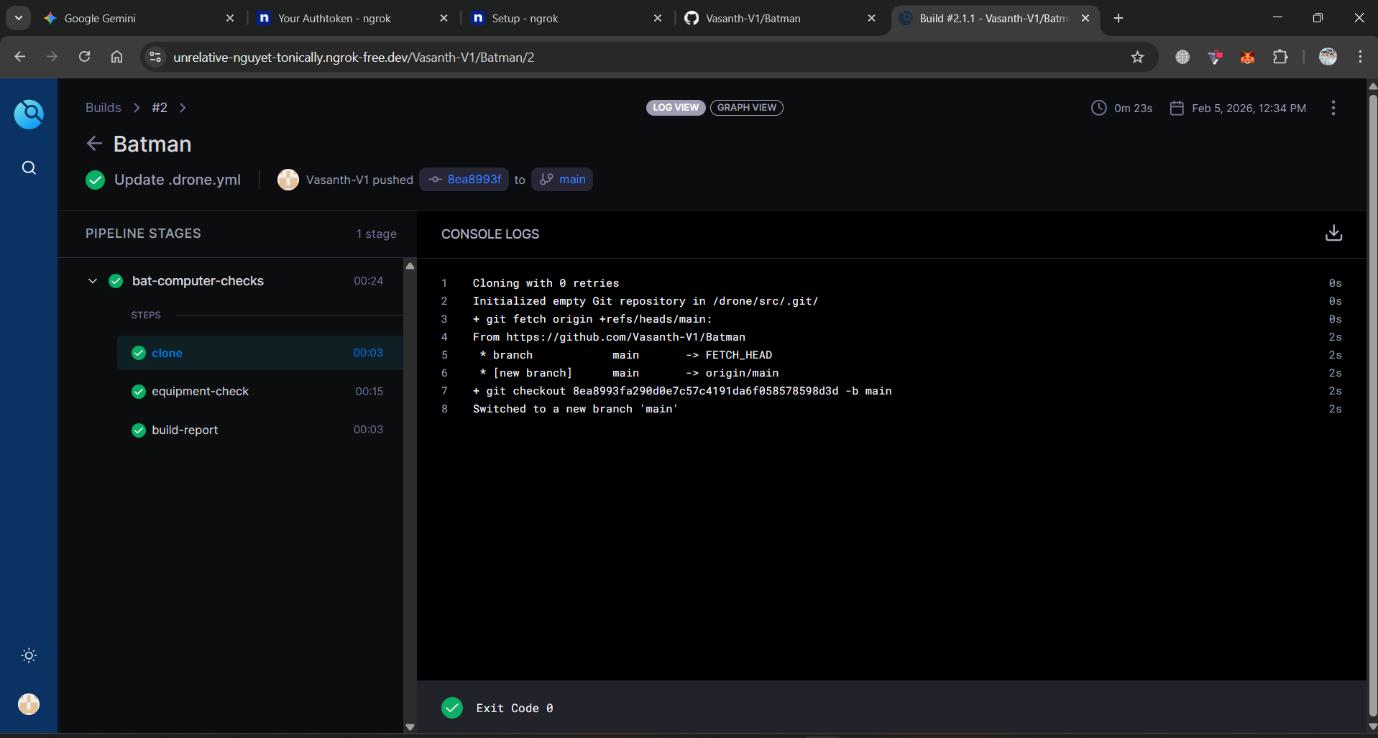 Google Gemini
Your Authtoken - ngrok
Setup - ngrok
Vasanth-V1/Batman
Build #2.1.1 - Vasanth-V1/Batm
unrelative-nguyet-tonically.ngrok-free.dev/Vasanth-V1/Batman/2
Builds > #2 >
LOG VIEW
GRAPH VIEW
0m 23s
Feb 5, 2026, 12:34 PM
Batman
Update .drone.yml
Vasanth-V1 pushed 8ea8993f to main
PIPELINE STAGES
1 stage
bat-computer-checks 00:24
STEPS
clone 00:03
equipment-check 00:15
build-report 00:03
CONSOLE LOGS
1 Cloning with 0 retries 0s
2 Initialized empty Git repository in /drone/src/.git/ 0s
3 + git fetch origin +refs/heads/main: 0s
4 From https://github.com/Vasanth-V1/Batman 2s
5 * branch main -> FETCH_HEAD 2s
6 * [new branch] main -> origin/main 2s
7 + git checkout 8ea8993fa290d0e7c57c4191da6f058578598d3d -b main 2s
8 Switched to a new branch 'main' 2s
Exit Code 0